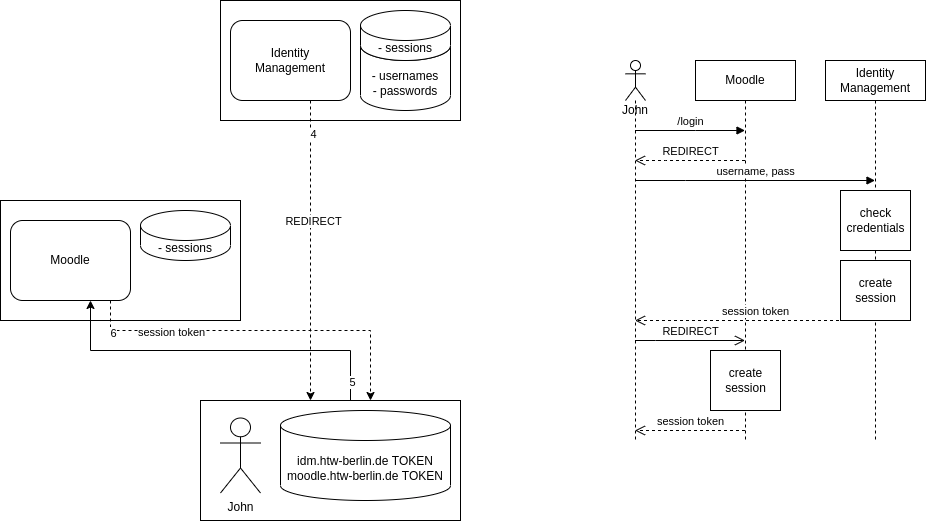 Identity
Management
- sessions
- usernames
- passwords
4
REDIRECT
Moodle
- sessions
6
session token
5
John
idm.htw-berlin.de TOKEN
moodle.htw-berlin.de TOKEN
John
Moodle
Identity
Management
/login
REDIRECT
username, pass
check
credentials
create
session
session token
REDIRECT
create
session
session token